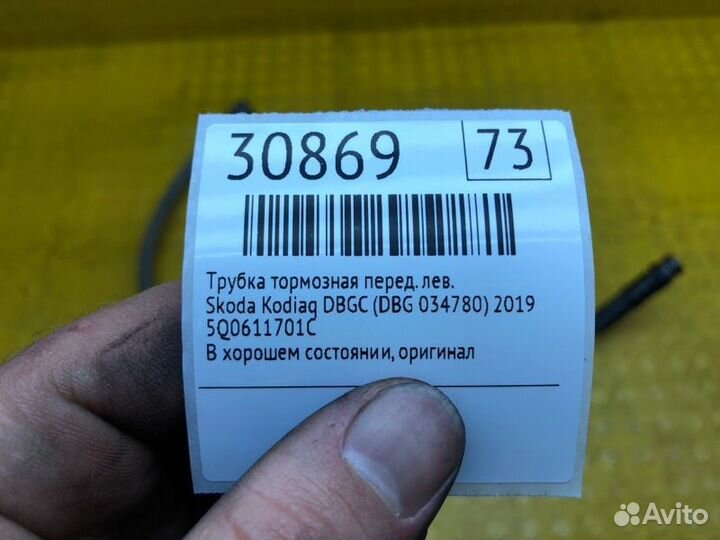 30869 73
Трубка тормозная перед. лев.
Skoda Kodiaq DBGC (DBG 034780) 2019
5Q0611701C
В хорошем состоянии, оригинал
Avito